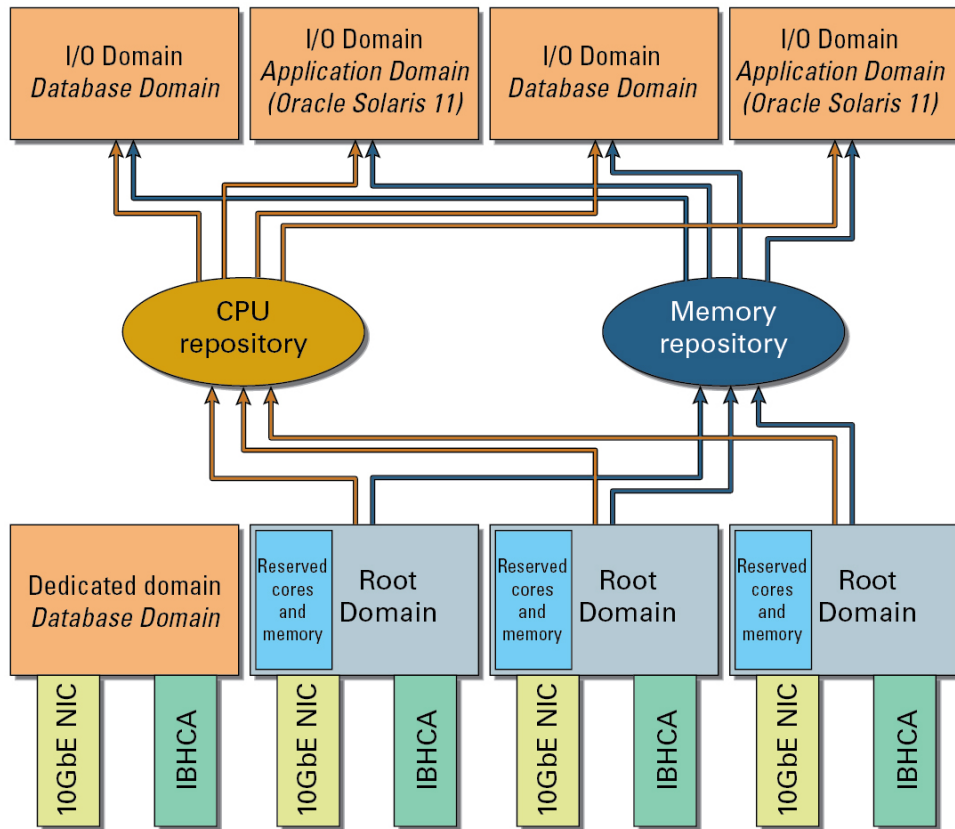 I/O Domain
Database Domain
I/O Domain
Application Domain
(Oracle Solaris 11)
I/O Domain
Database Domain
I/O Domain
Application Domain
(Oracle Solaris 11)
CPU
repository
Memory
repository
Dedicated domain
Database Domain
Reserved
cores
and
memory
Root
Domain
Reserved
cores
and
memory
Root
Domain
Reserved
cores
and
memory
Root
Domain
10GbE NIC
IBHCA
10GbE NIC
IBHCA
10GbE NIC
IBHCA
10GbE NIC
IBHCA